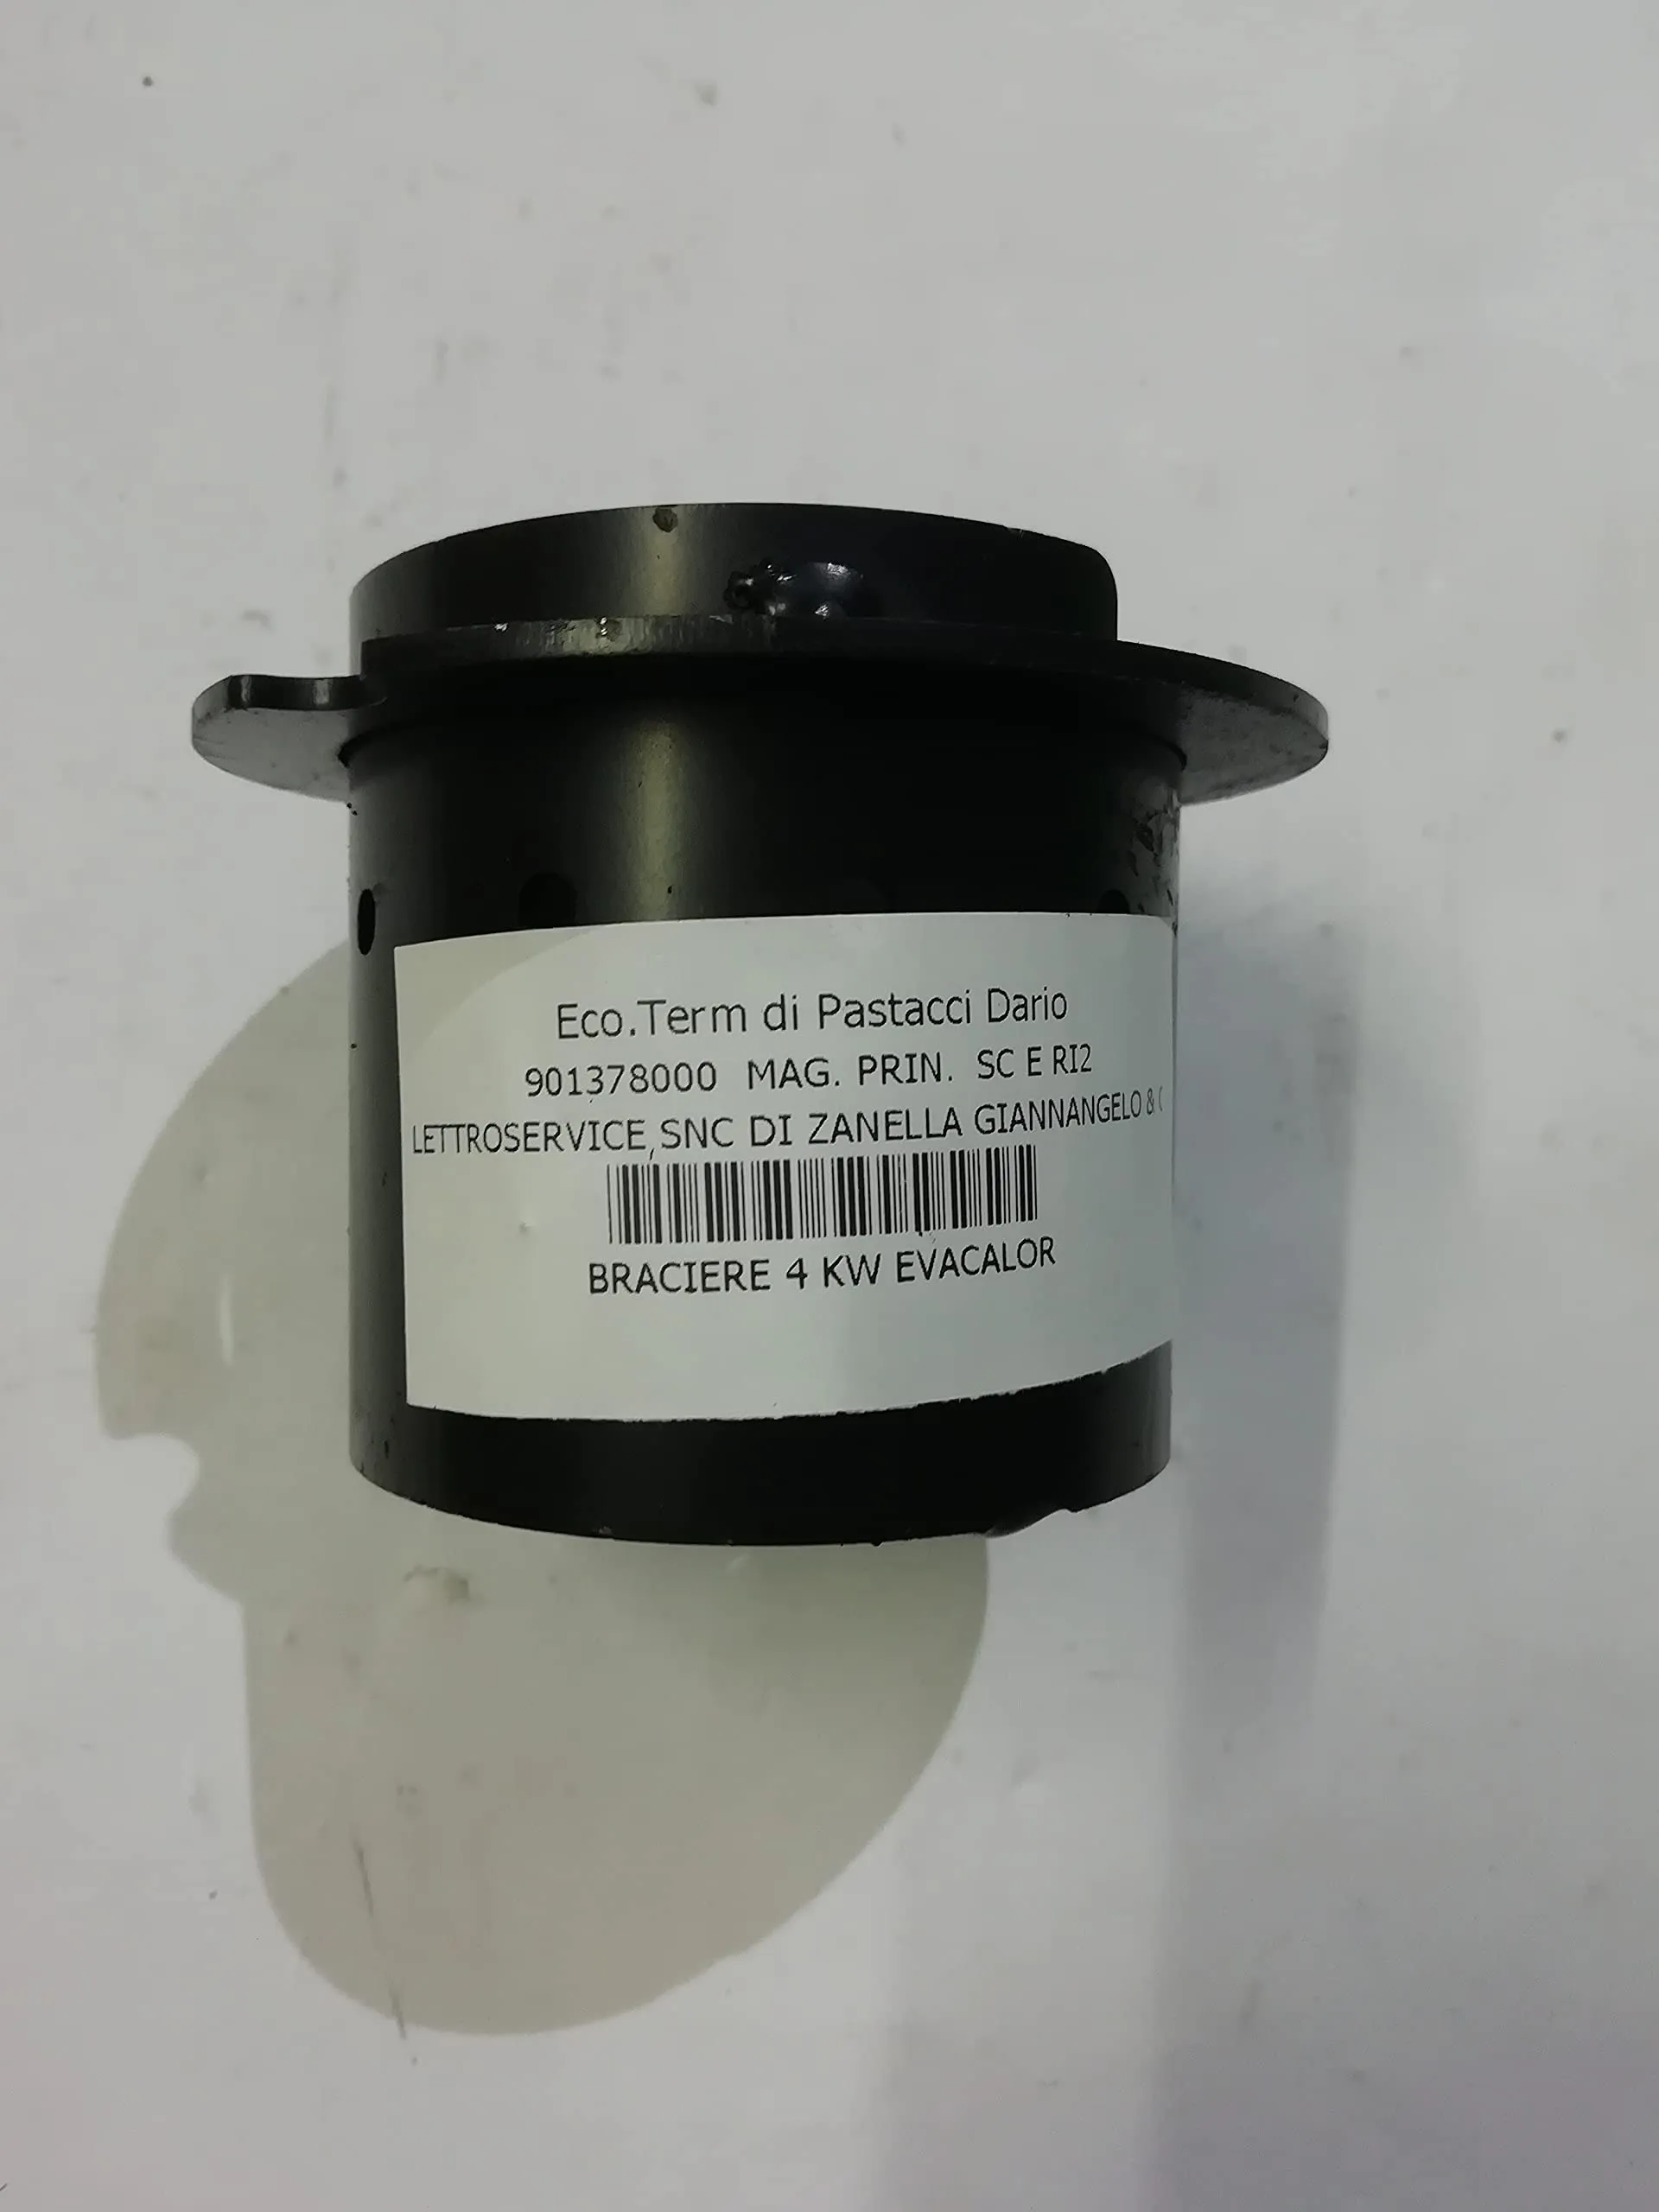 Eco.Term di Pastacci Dario
901378000 MAG. PRIN. SC E RI2
LETTROSERVICE SNC DI ZANELLA GIANNANGELO &
BRACIERE 4 KW EVACALOR